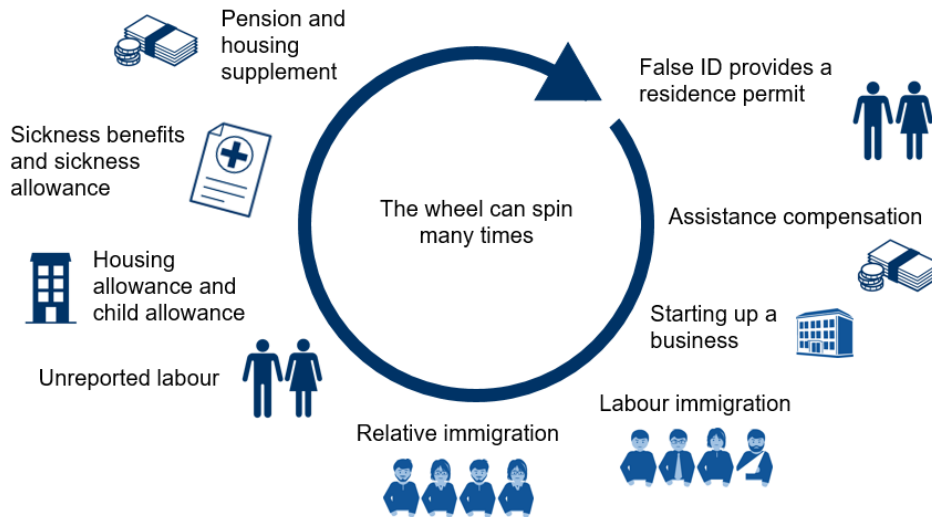 False ID provides a
residence permit
Assistance compensation
Starting up a
business
Labour immigration
Relative immigration
Unreported labour
Housing
allowance and
child allowance
Sickness benefits
and sickness
allowance
Pension and
housing
supplement
The wheel can spin
many times